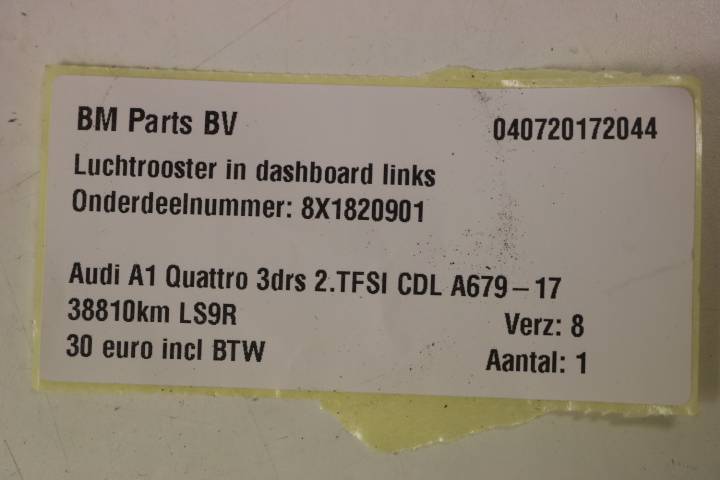 BM Parts BV 040720172044
Luchtrooster in dashboard links
Onderdeelnummer: 8X1820901
Audi A1 Quattro 3drs 2.TFSI CDL A679-17
38810km LS9R Verz: 8
30 euro incl BTW Aantal: 1